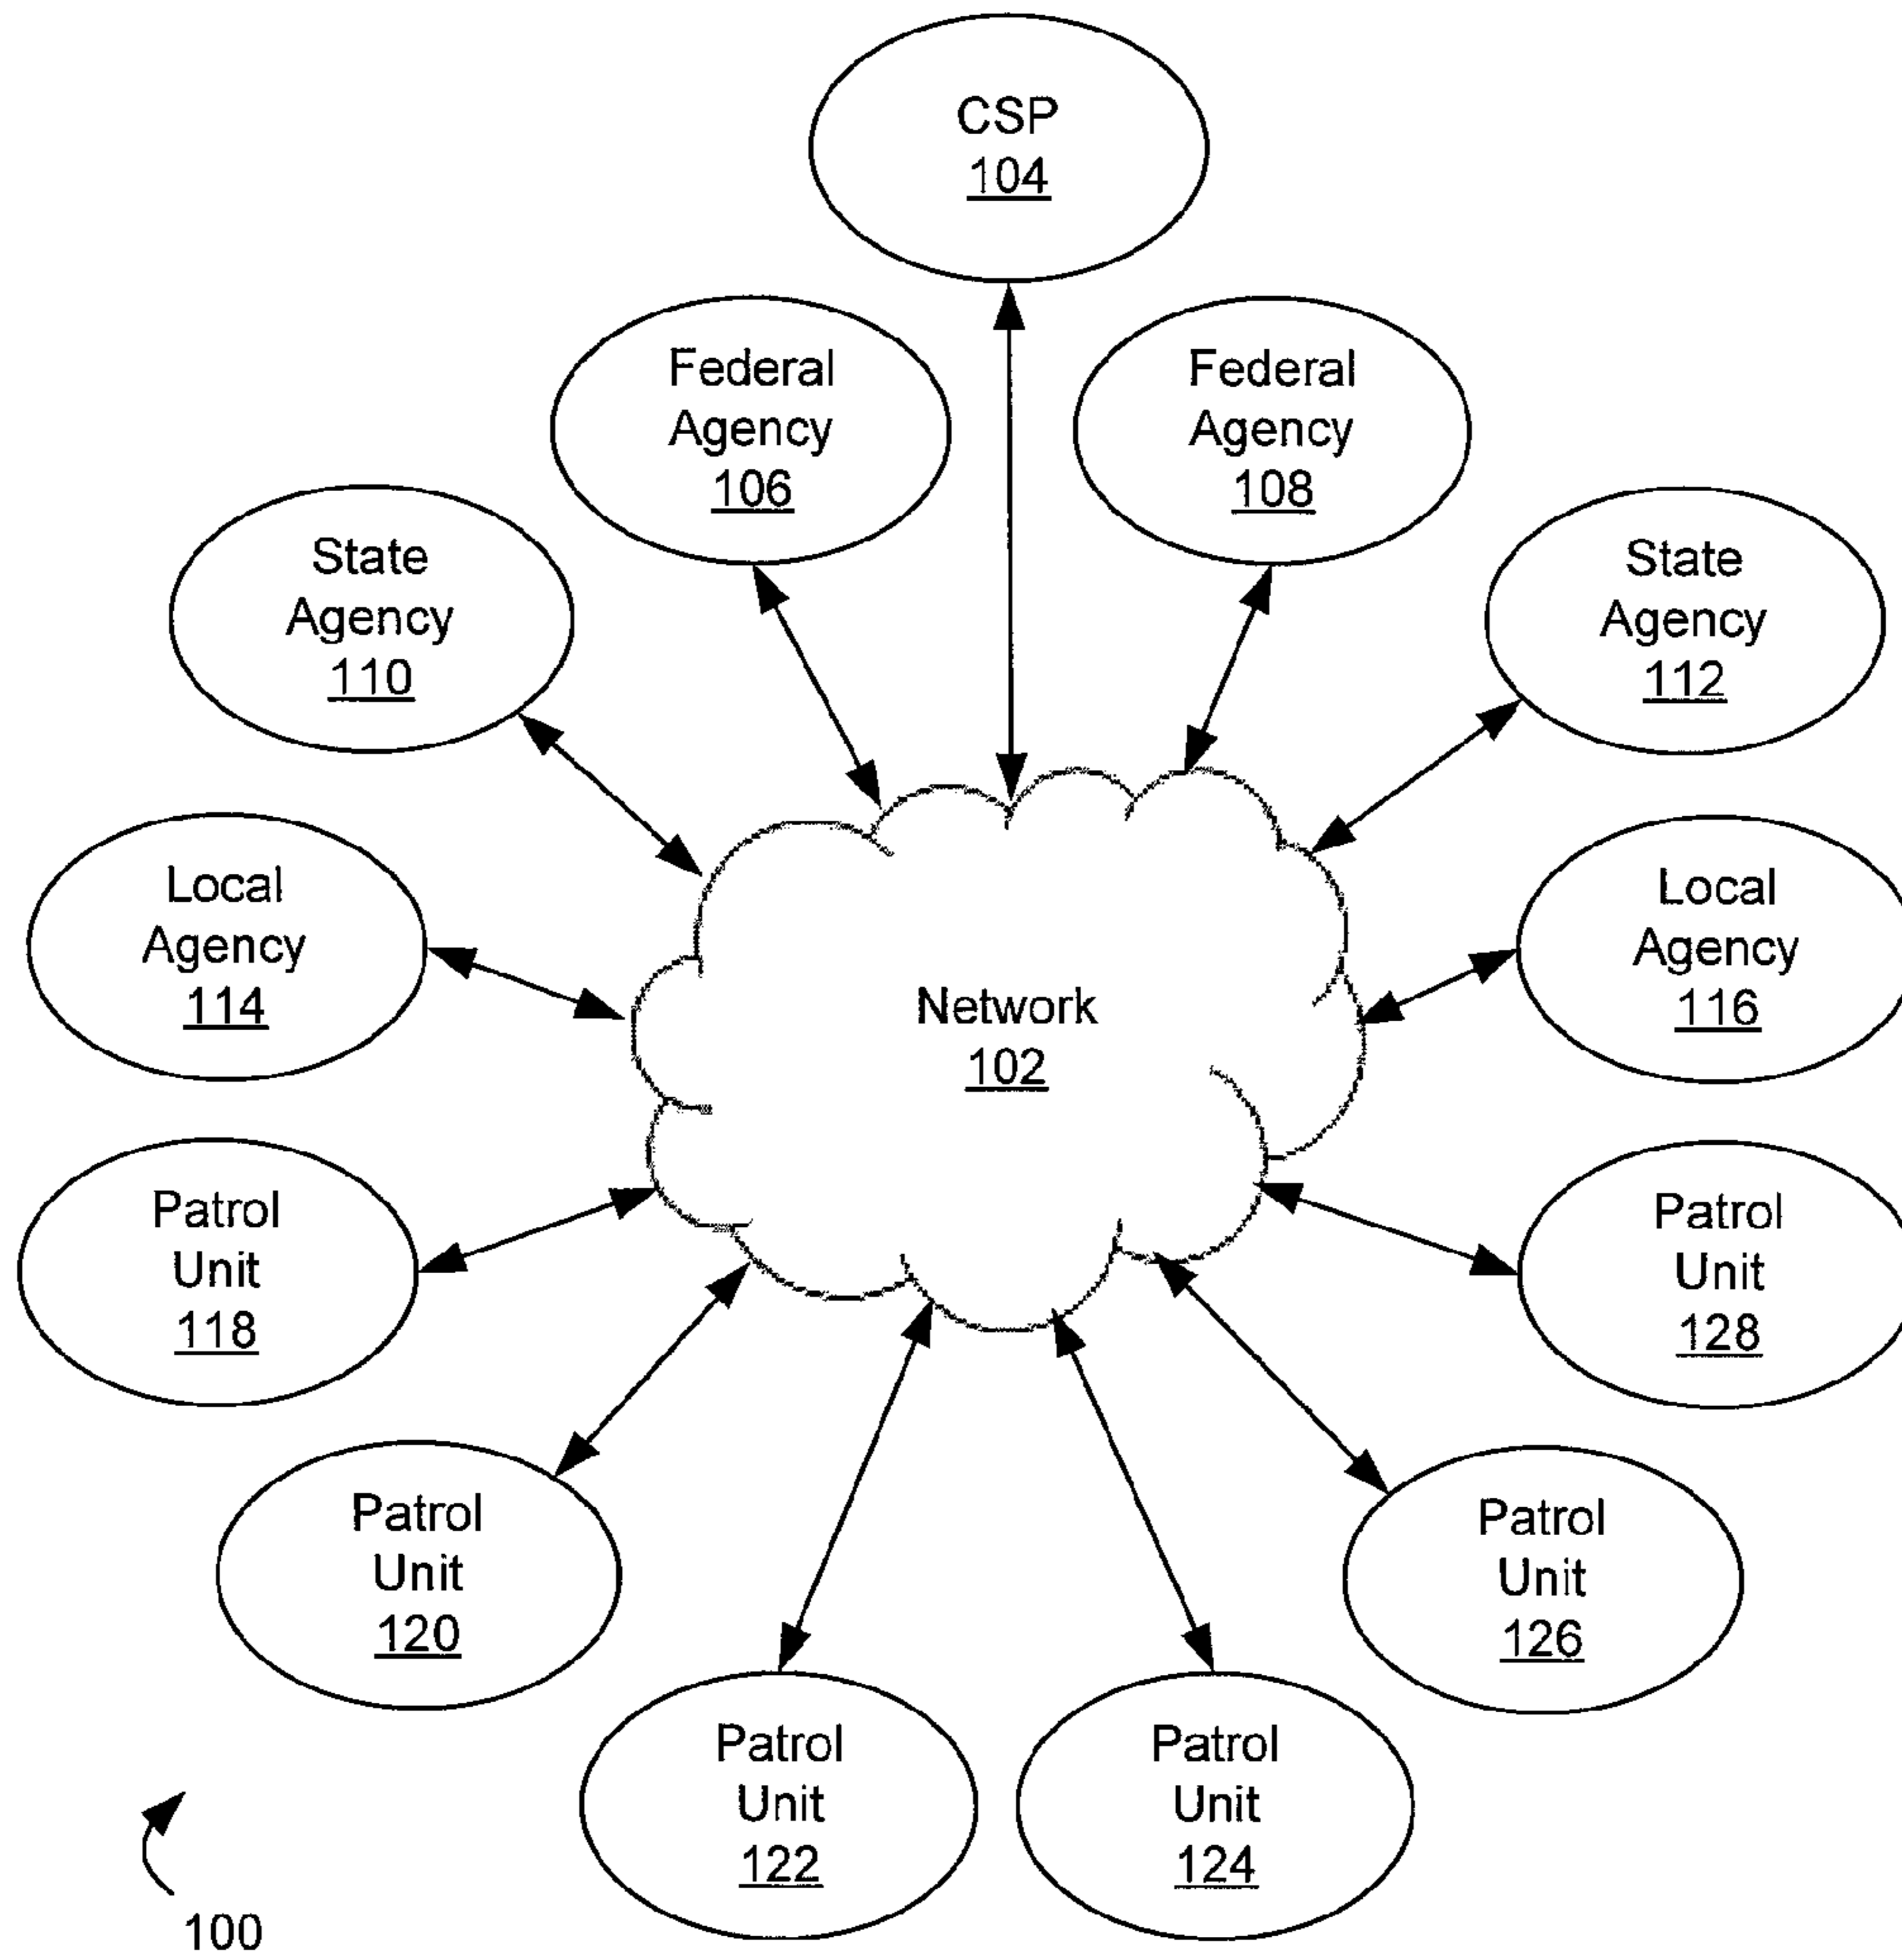 CSP
104
Federal
Agency
106
Federal
Agency
108
State
Agency
110
State
Agency
112
Local
Agency
114
Local
Agency
116
Network
102
Patrol
Unit
118
Patrol
Unit
128
Patrol
Unit
120
Patrol
Unit
126
Patrol
Unit
122
Patrol
Unit
124
100